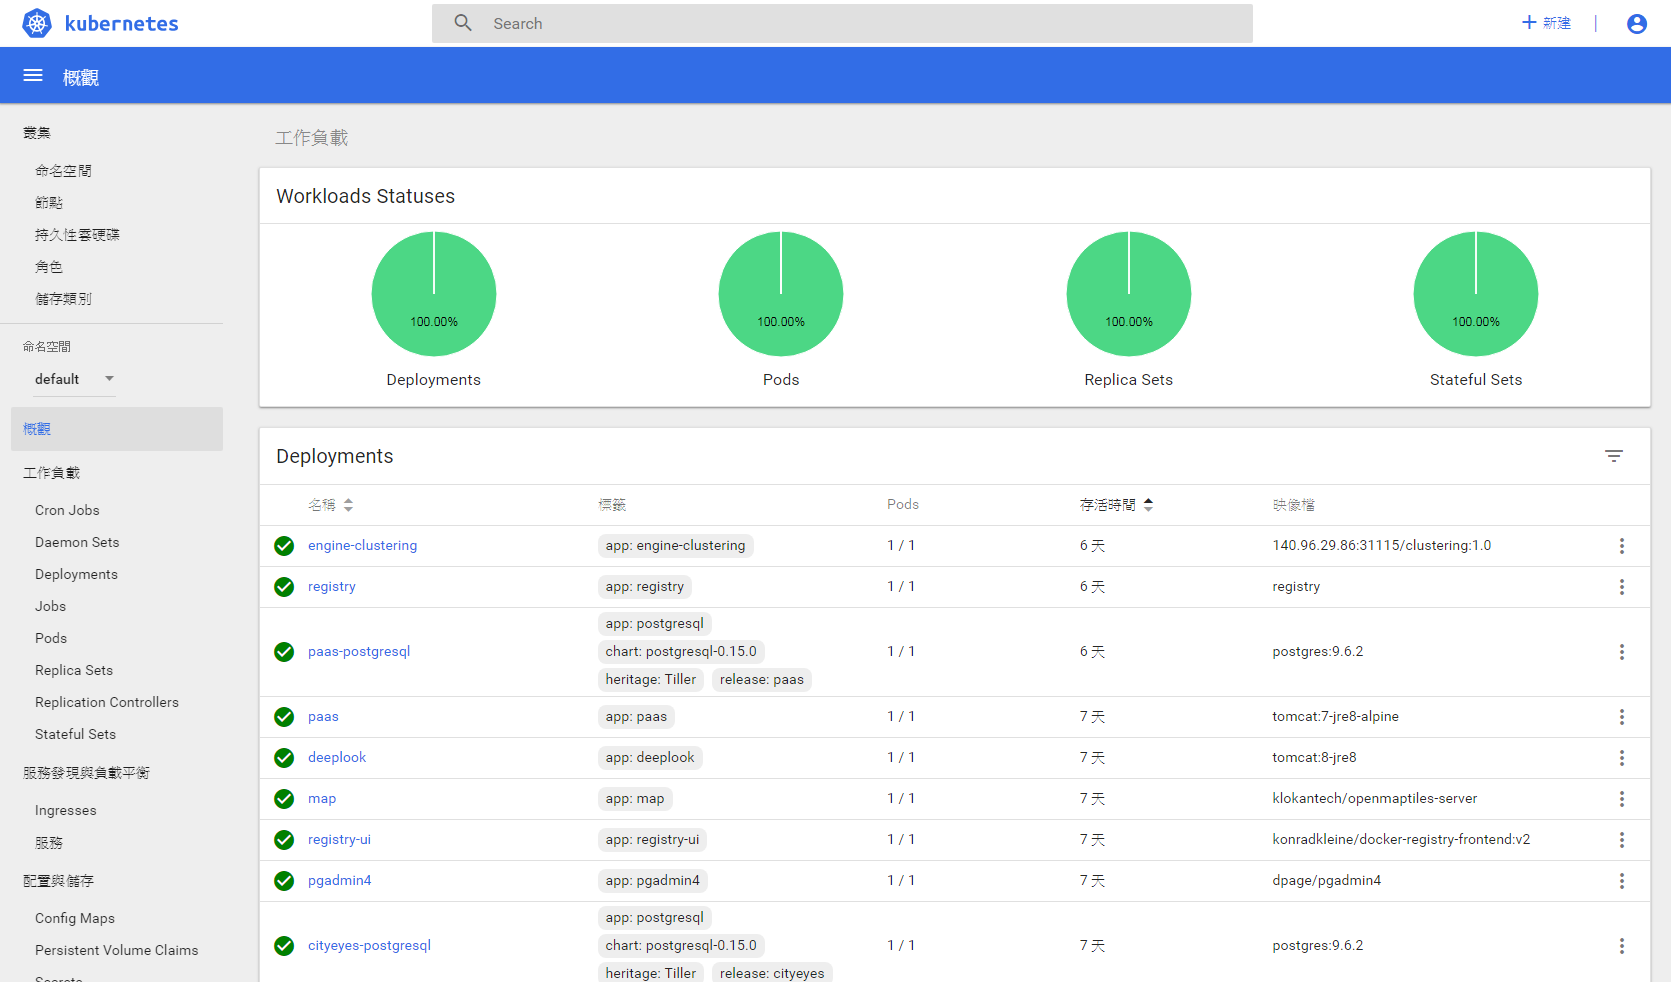 kubernetes
Search
新建
概觀
叢集
命名空間
節點
持久性雲硬碟
角色
儲存類別
命名空間
default
概觀
工作負載
Cron Jobs
Daemon Sets
Deployments
Jobs
Pods
Replica Sets
Replication Controllers
Stateful Sets
服務發現與負載平衡
Ingresses
服務
配置與儲存
Config Maps
Persistent Volume Claims
Secrets
工作負載
Workloads Statuses
100.00% 100.00% 100.00% 100.00%
Deployments Pods Replica Sets Stateful Sets
Deployments
名稱 標籤 Pods 存活時間 映像檔
engine-clustering app: engine-clustering 1 / 1 6 天 140.96.29.86:31115/clustering:1.0
registry app: registry 1 / 1 6 天 registry
app: postgresql
paas-postgresql chart: postgresql-0.15.0 1 / 1 6 天 postgres:9.6.2
heritage: Tiller release: paas
paas app: paas 1 / 1 7 天 tomcat:7-jre8-alpine
deeplook app: deeplook 1 / 1 7 天 tomcat:8-jre8
map app: map 1 / 1 7 天 klokantech/openmaptiles-server
registry-ui app: registry-ui 1 / 1 7 天 konradkleine/docker-registry-frontend:v2
pgadmin4 app: pgadmin4 1 / 1 7 天 dpage/pgadmin4
app: postgresql
cityeyes-postgresql chart: postgresql-0.15.0 1 / 1 7 天 postgres:9.6.2
heritage: Tiller release: cityeyes